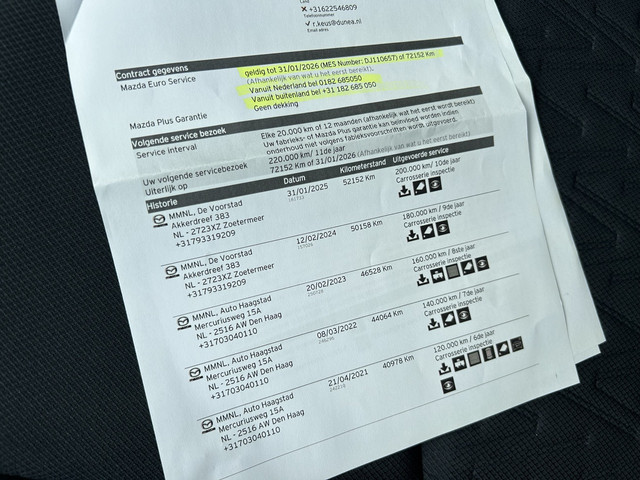 +31622546809
Telefoonnummer
r.keus@dunea.nl
Email adres
Contract gegevens
Mazda Euro Service
geldig tot 31/01/2026 (MES Number: DJ110657) of 72152 Km
(Afhankelijk van wat u het eerst bereikt).
Vanuit Nederland bel 0182 685050
Vanuit buitenland bel +31 182 685 050
Mazda Plus Garantie
Geen dekking
Volgende service bezoek
Service interval
Elke 20.000 km of 12 maanden (afhankelijk wat het eerst wordt bereikt)
Uw fabrieks- of Mazda Plus garantie kan beïnvloed worden indien
onderhoud niet volgens fabieksvoorschriften wordt uitgevoerd.
Uw volgende servicebezoek
220.000 km/ 11de jaar
Uiterlijk op
72152 Km of 31/01/2026 (Afhankelijk van wat u het eerst bereikt)
Historie
Datum
Kilometerstand
Uitgevoerde service
MMNL, De Voorstad
Akkerdreef 383
NL - 2723XZ Zoetermeer
+31793319209
31/01/2025
52152 Km
200.000 km/ 10de jaar
Carrosserie inspectie
MMNL, De Voorstad
Akkerdreef 383
NL - 2723XZ Zoetermeer
+31793319209
12/02/2024
50158 Km
180.000 km / 9de jaar
Carrosserie inspectie
MMNL, Auto Haagstad
Mercuriusweg 15A
NL - 2516 AW Den Haag
+31703040110
20/02/2023
46528 Km
160.000 km / 8ste jaar
Carrosserie inspectie
MMNL, Auto Haagstad
Mercuriusweg 15A
NL - 2516 AW Den Haag
+31703040110
08/03/2022
44064 Km
140.000 km / 7de jaar
Carrosserie inspectie
MMNL, Auto Haagstad
Mercuriusweg 15A
NL - 2516 AW Den Haag
+31703040110
21/04/2021
40978 Km
120.000 km / 6de jaar
Carrosserie inspectie